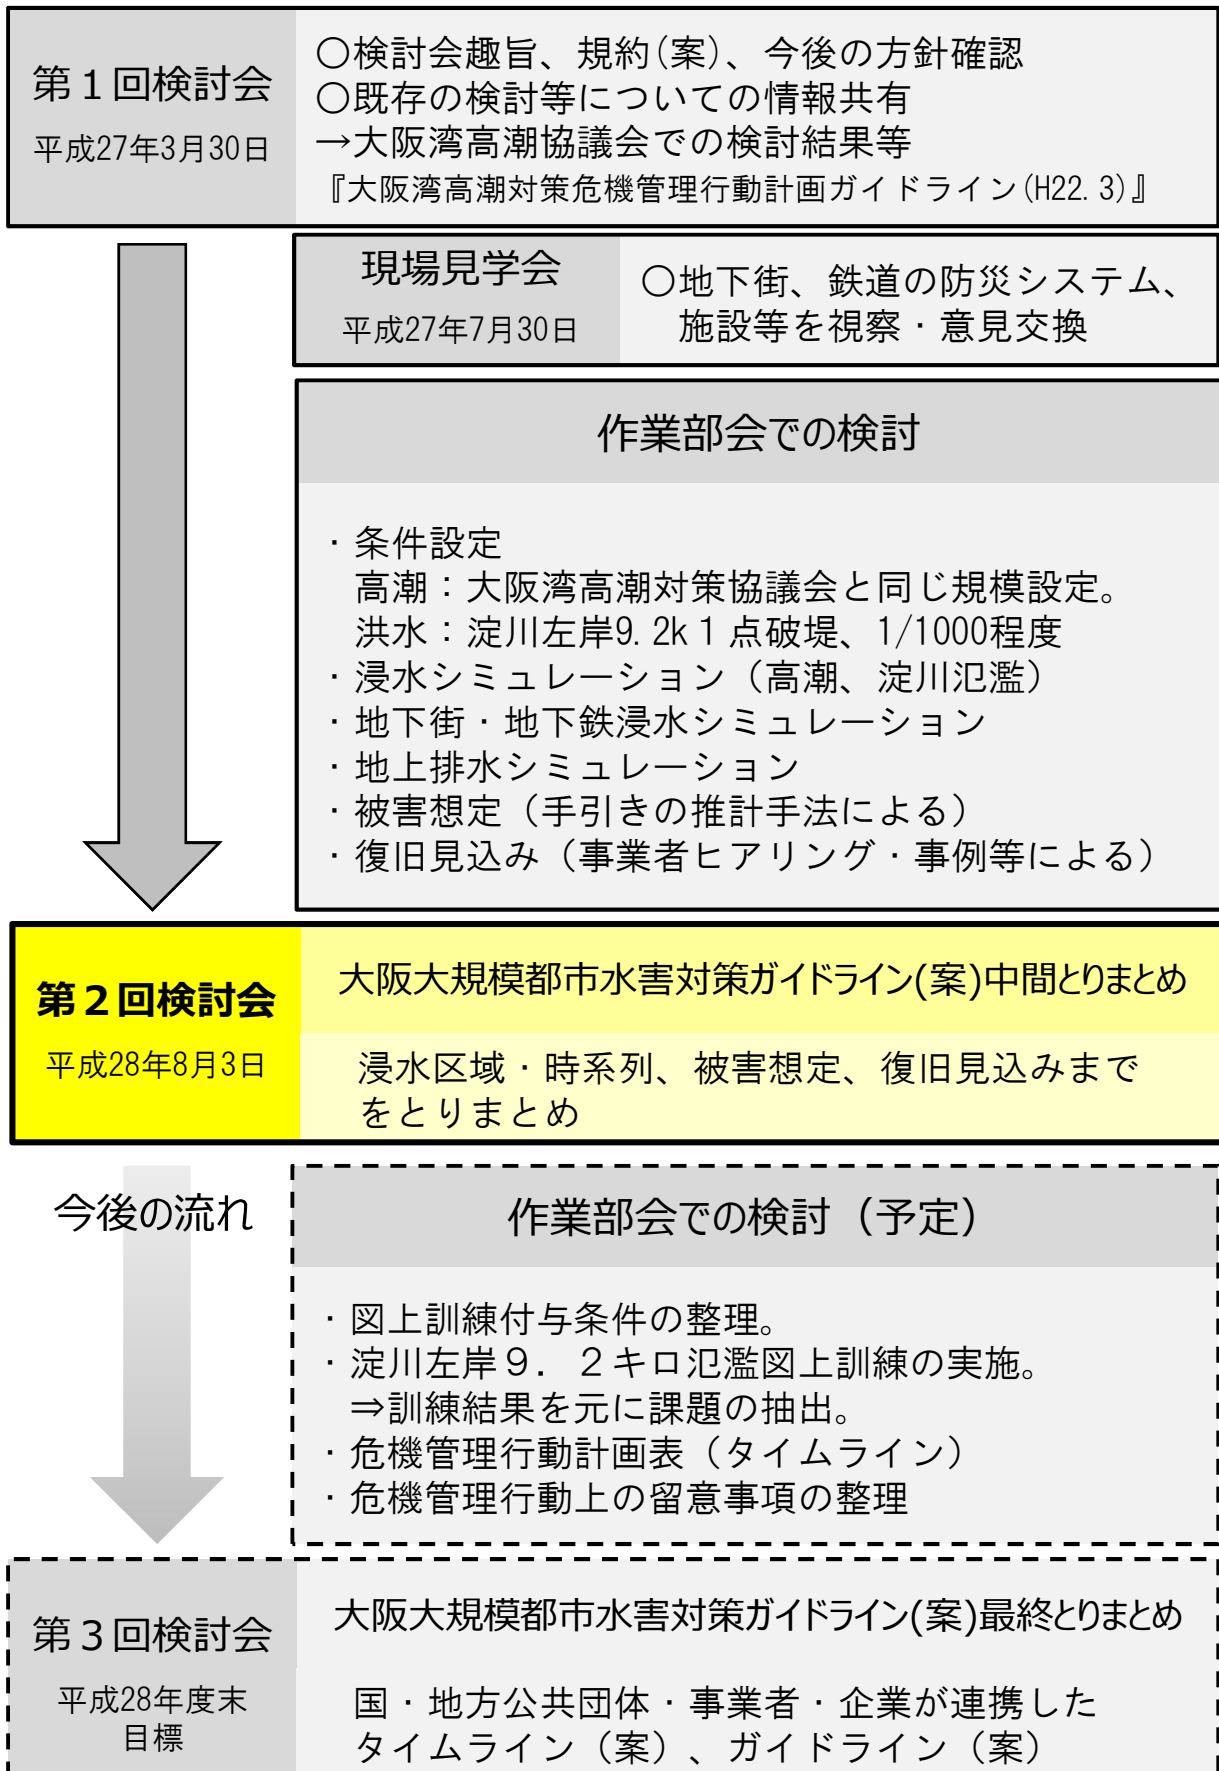 第１回検討会
平成27年3月30日
○検討会趣旨、規約(案)、今後の方針確認
○既存の検討等についての情報共有
→大阪湾高潮協議会での検討結果等
『大阪湾高潮対策危機管理行動計画ガイドライン(H22.3)』
現場見学会
平成27年7月30日
○地下街、鉄道の防災システム、
施設等を視察・意見交換
作業部会での検討
・条件設定
高潮：大阪湾高潮対策協議会と同じ規模設定。
洪水：淀川左岸9.2k１点破堤、1/1000程度
・浸水シミュレーション（高潮、淀川氾濫）
・地下街・地下鉄浸水シミュレーション
・地上排水シミュレーション
・被害想定（手引きの推計手法による）
・復旧見込み（事業者ヒアリング・事例等による）
第２回検討会
平成28年8月3日
大阪大規模都市水害対策ガイドライン(案)中間とりまとめ
浸水区域・時系列、被害想定、復旧見込みまで
をとりまとめ
今後の流れ
作業部会での検討（予定）
・図上訓練付与条件の整理。
・淀川左岸９．２キロ氾濫図上訓練の実施。
⇒訓練結果を元に課題の抽出。
・危機管理行動計画表（タイムライン）
・危機管理行動上の留意事項の整理
第３回検討会
平成28年度末
目標
大阪大規模都市水害対策ガイドライン(案)最終とりまとめ
国・地方公共団体・事業者・企業が連携した
タイムライン（案）、ガイドライン（案）